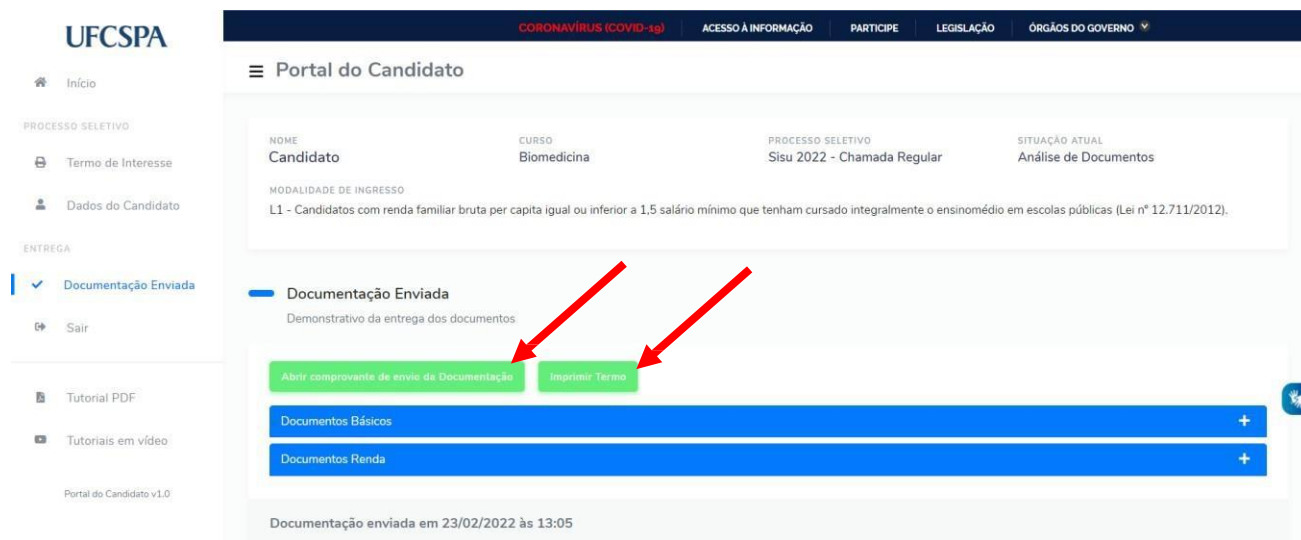 UFCSPA
Início
PROCESSO SELETIVO
Termo de Interesse
Dados do Candidato
ENTREGA
Documentação Enviada
Sair
Tutorial PDF
Tutoriais em vídeo
Portal do Candidato v1.0
CORONAVÍRUS (COVID-19) ACESSO À INFORMAÇÃO PARTICIPE LEGISLAÇÃO ÓRGÃOS DO GOVERNO
Portal do Candidato
NOME CURSO PROCESSO SELETIVO SITUAÇÃO ATUAL
Candidato Biomedicina Sisu 2022 - Chamada Regular Análise de Documentos
MODALIDADE DE INGRESSO
L1 - Candidatos com renda familiar bruta per capita igual ou inferior a 1,5 salário mínimo que tenham cursado integralmente o ensinomédio em escolas públicas (Lei nº 12.711/2012).
Documentação Enviada
Demonstrativo da entrega dos documentos
Abrir comprovante de envio da Documentação Imprimir Termo
Documentos Básicos +
Documentos Renda +
Documentação enviada em 23/02/2022 às 13:05